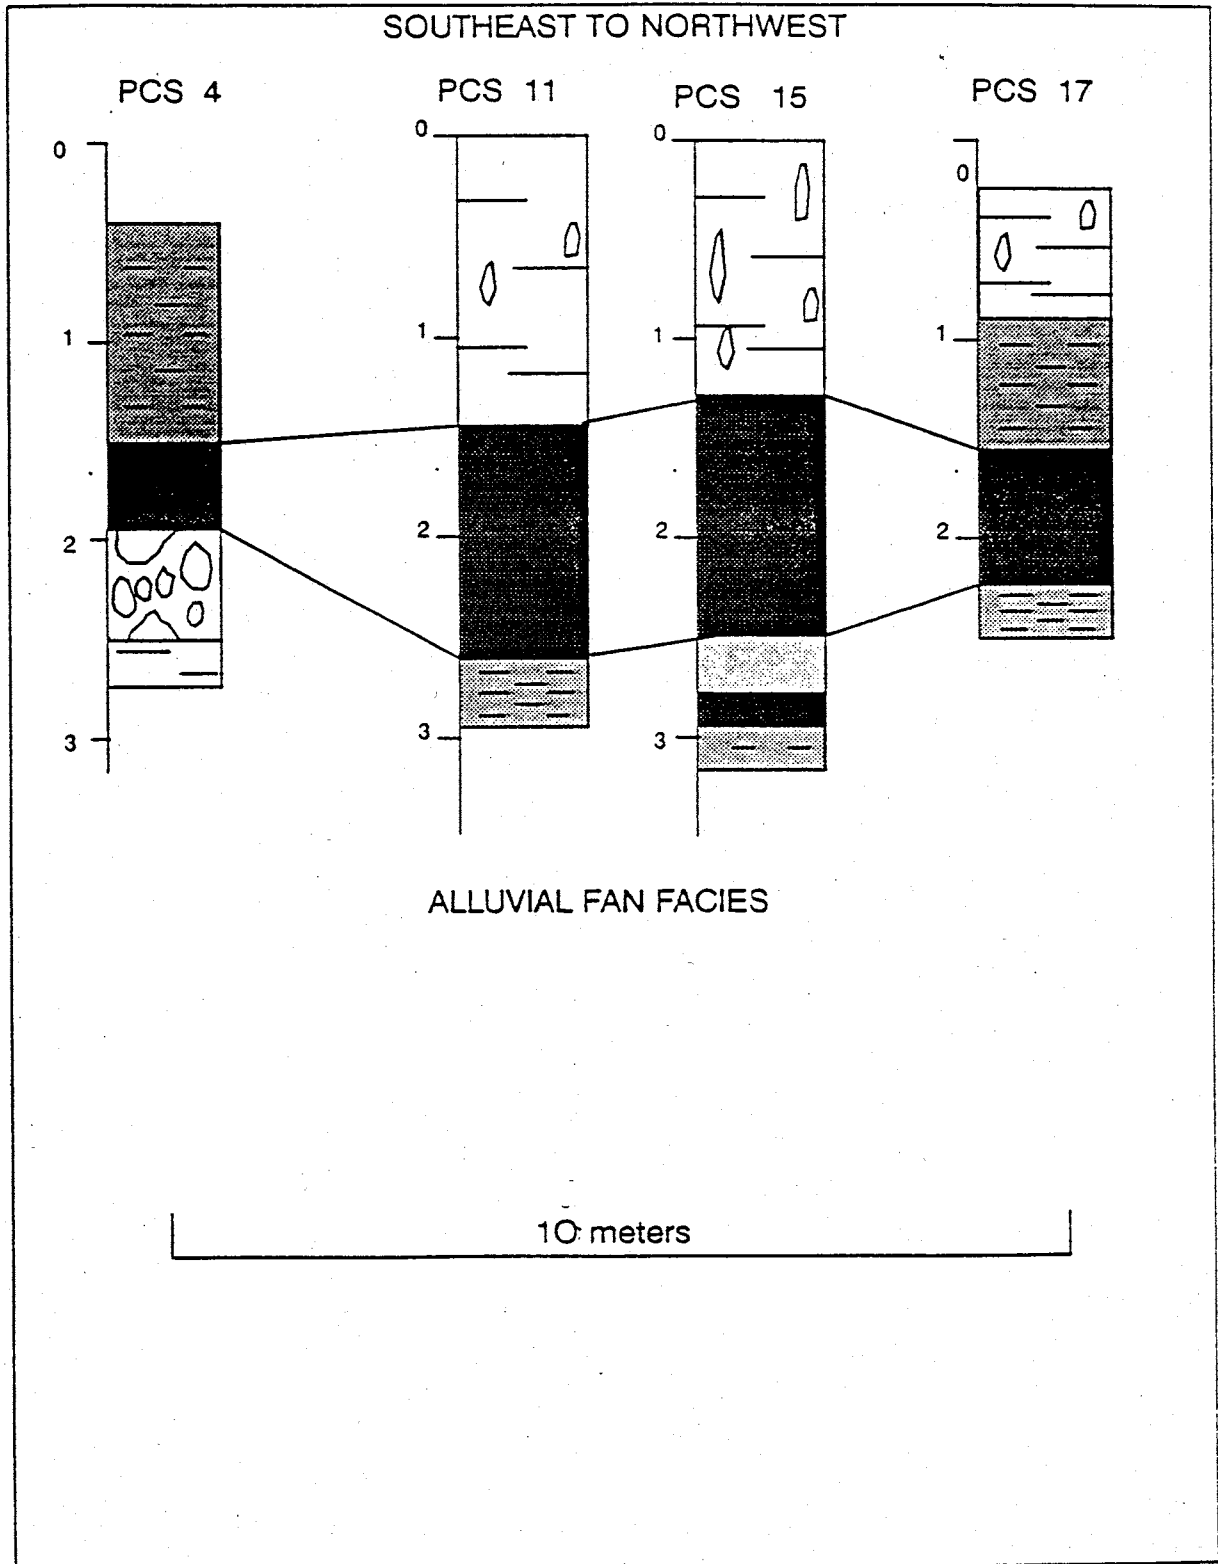 SOUTHEAST TO NORTHWEST
PCS 4 PCS 11 PCS 15 PCS 17
0 0 0 0
1 1 1 1
2 2 2 2
3 3 3
ALLUVIAL FAN FACIES
10 meters